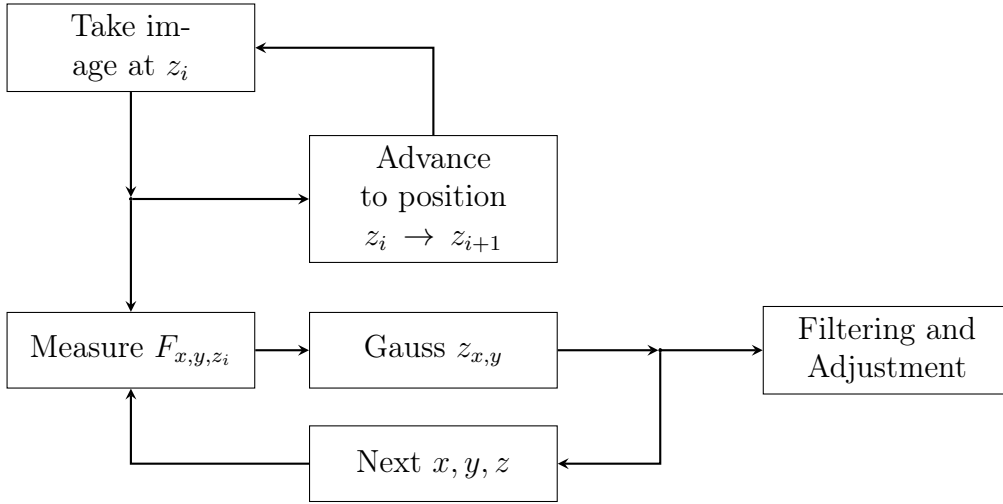 Take im-
age at $z_i$
Advance
to position
$z_i \to z_{i+1}$
Measure $F_{x,y,z_i}$
Gauss $z_{x,y}$
Filtering and
Adjustment
Next $x, y, z$